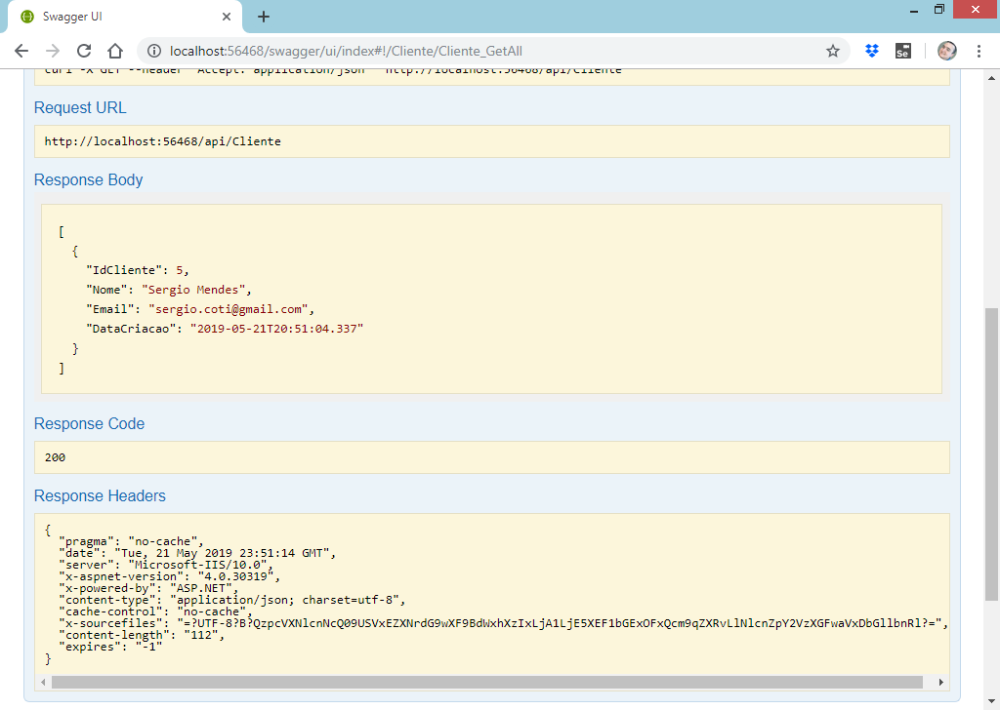 Swagger UI
localhost:56468/swagger/ui/index#!/Cliente/Cliente_GetAll
Se
curl -X GET --header 'Accept: application/json' 'http://localhost:56468/api/Cliente'
Request URL
http://localhost:56468/api/Cliente
Response Body
[
  {
    "IdCliente": 5,
    "Nome": "Sergio Mendes",
    "Email": "sergio.coti@gmail.com",
    "DataCriacao": "2019-05-21T20:51:04.337"
  }
]
Response Code
200
Response Headers
{
  "pragma": "no-cache",
  "date": "Tue, 21 May 2019 23:51:14 GMT",
  "server": "Microsoft-IIS/10.0",
  "x-aspnet-version": "4.0.30319",
  "x-powered-by": "ASP.NET",
  "content-type": "application/json; charset=utf-8",
  "cache-control": "no-cache",
  "x-sourcefiles": "=?UTF-8?B?QzpcVXNlcnNcQ09USVxEZXNrdG9wXF9BdWxhXzIxLjA1LjE5XEF1bGExOFxQcm9qZXRvLlNlcnZpY2VzXGFwaVxDbGllbnRl?=",
  "content-length": "112",
  "expires": "-1"
}